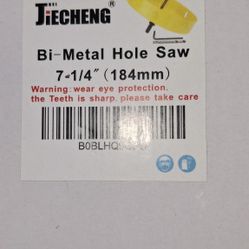 JIECHENG
Bi-Metal Hole Saw
7-1/4" (184mm)
Warning: wear eye protection.
the Teeth is sharp. please take care